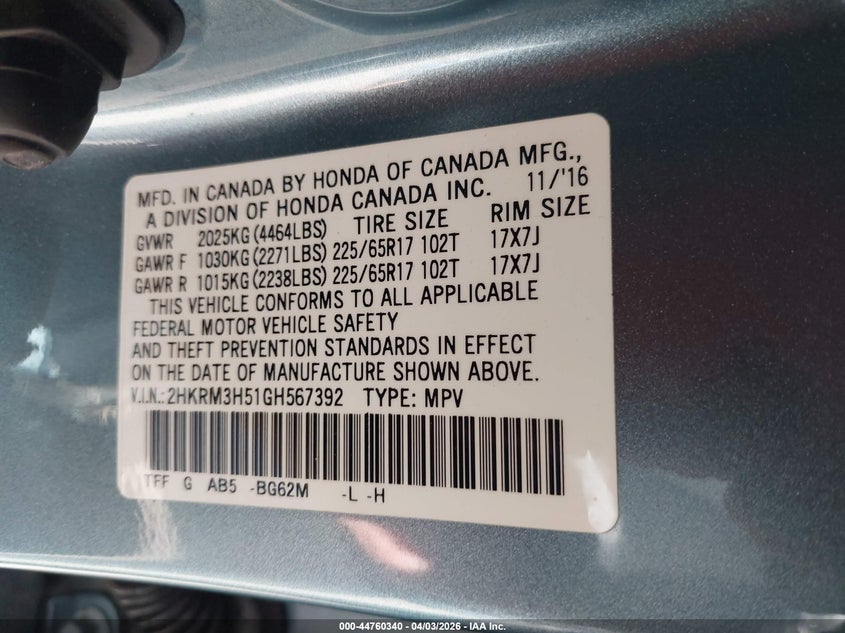 MFD. IN CANADA BY HONDA OF CANADA MFG.,
A DIVISION OF HONDA CANADA INC. 11/'16
GVWR 2025KG (4464LBS) TIRE SIZE RIM SIZE
GAWR F 1030KG (2271LBS) 225/65R17 102T 17X7J
GAWR R 1015KG (2238LBS) 225/65R17 102T 17X7J
THIS VEHICLE CONFORMS TO ALL APPLICABLE
FEDERAL MOTOR VEHICLE SAFETY
AND THEFT PREVENTION STANDARDS IN EFFECT
ON THE DATE OF MANUFACTURE SHOWN ABOVE.
V.I.N.: 2HKRM3H51GH567392 TYPE: MPV
TFF G AB5 -BG62M -L -H
000-44760340 - 04/03/2026 - IAA Inc.